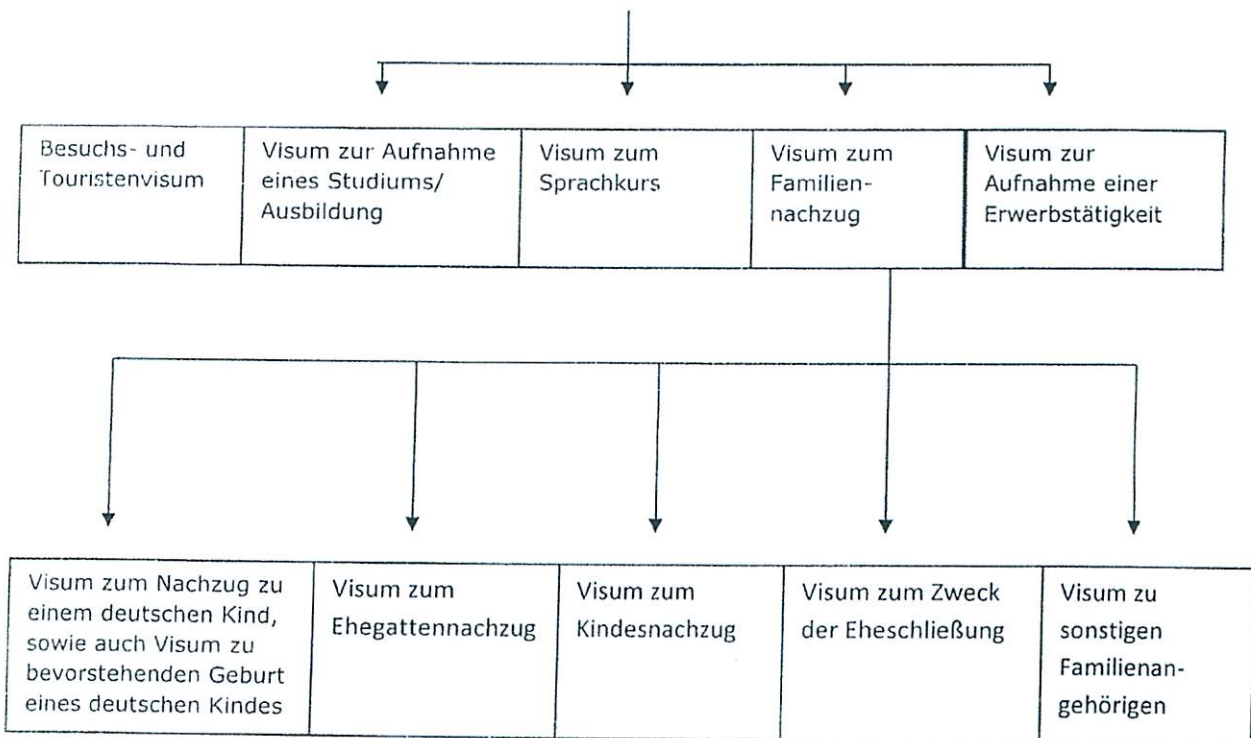 Besuchs- und
Touristenvisum
Visum zur Aufnahme
eines Studiums/
Ausbildung
Visum zum
Sprachkurs
Visum zum
Familien-
nachzug
Visum zur
Aufnahme einer
Erwerbstätigkeit
Visum zum Nachzug zu
einem deutschen Kind,
sowie auch Visum zu
bevorstehenden Geburt
eines deutschen Kindes
Visum zum
Ehegattennachzug
Visum zum
Kindesnachzug
Visum zum Zweck
der Eheschließung
Visum zu
sonstigen
Familienan-
gehörigen